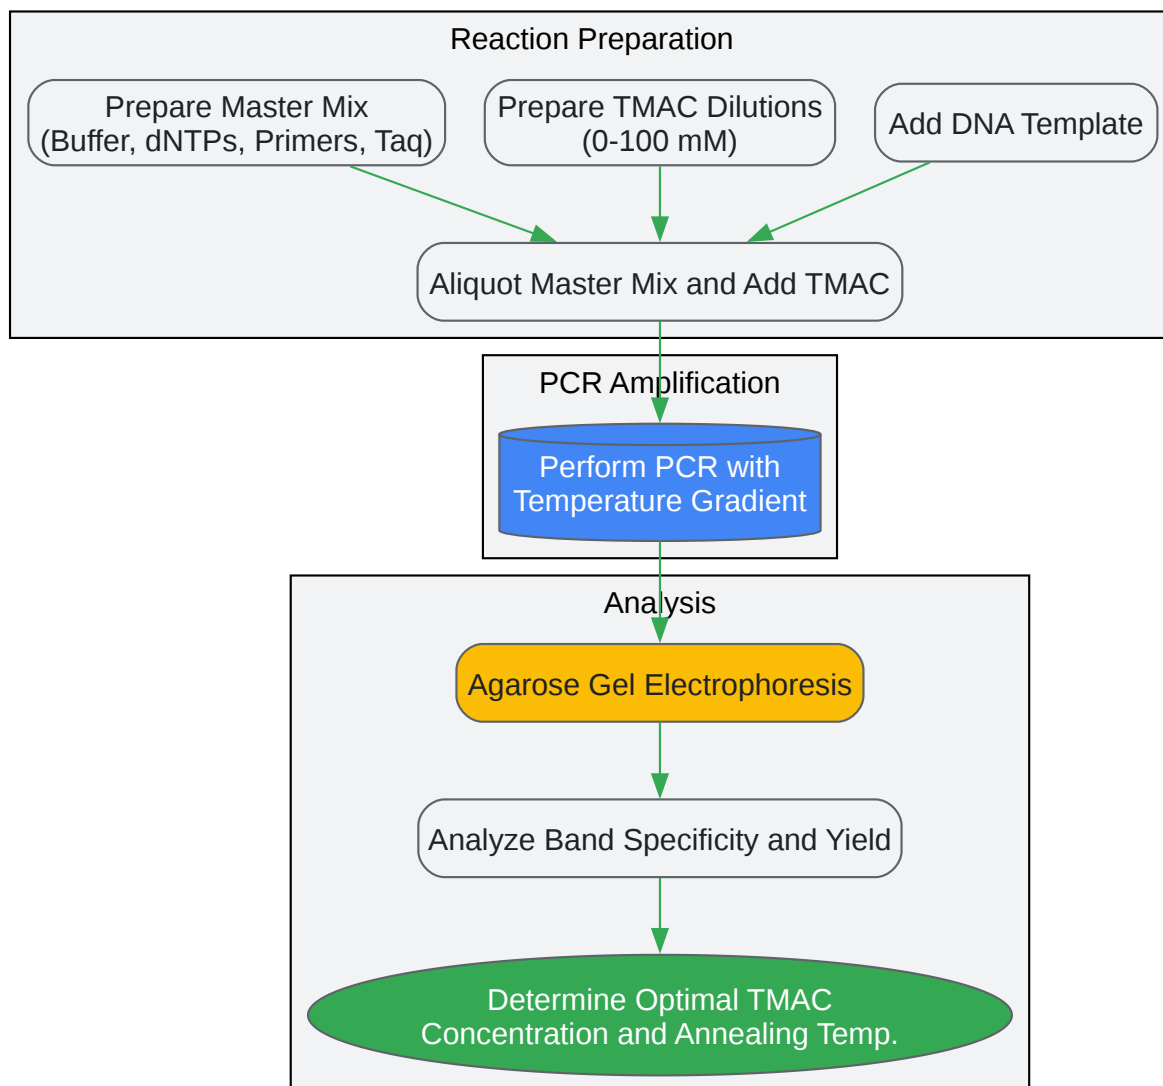 Reaction Preparation
Prepare Master Mix
(Buffer, dNTPs, Primers, Taq)
Prepare TMAC Dilutions
(0-100 mM)
Add DNA Template
Aliquot Master Mix and Add TMAC
PCR Amplification
Perform PCR with
Temperature Gradient
Analysis
Agarose Gel Electrophoresis
Analyze Band Specificity and Yield
Determine Optimal TMAC
Concentration and Annealing Temp.